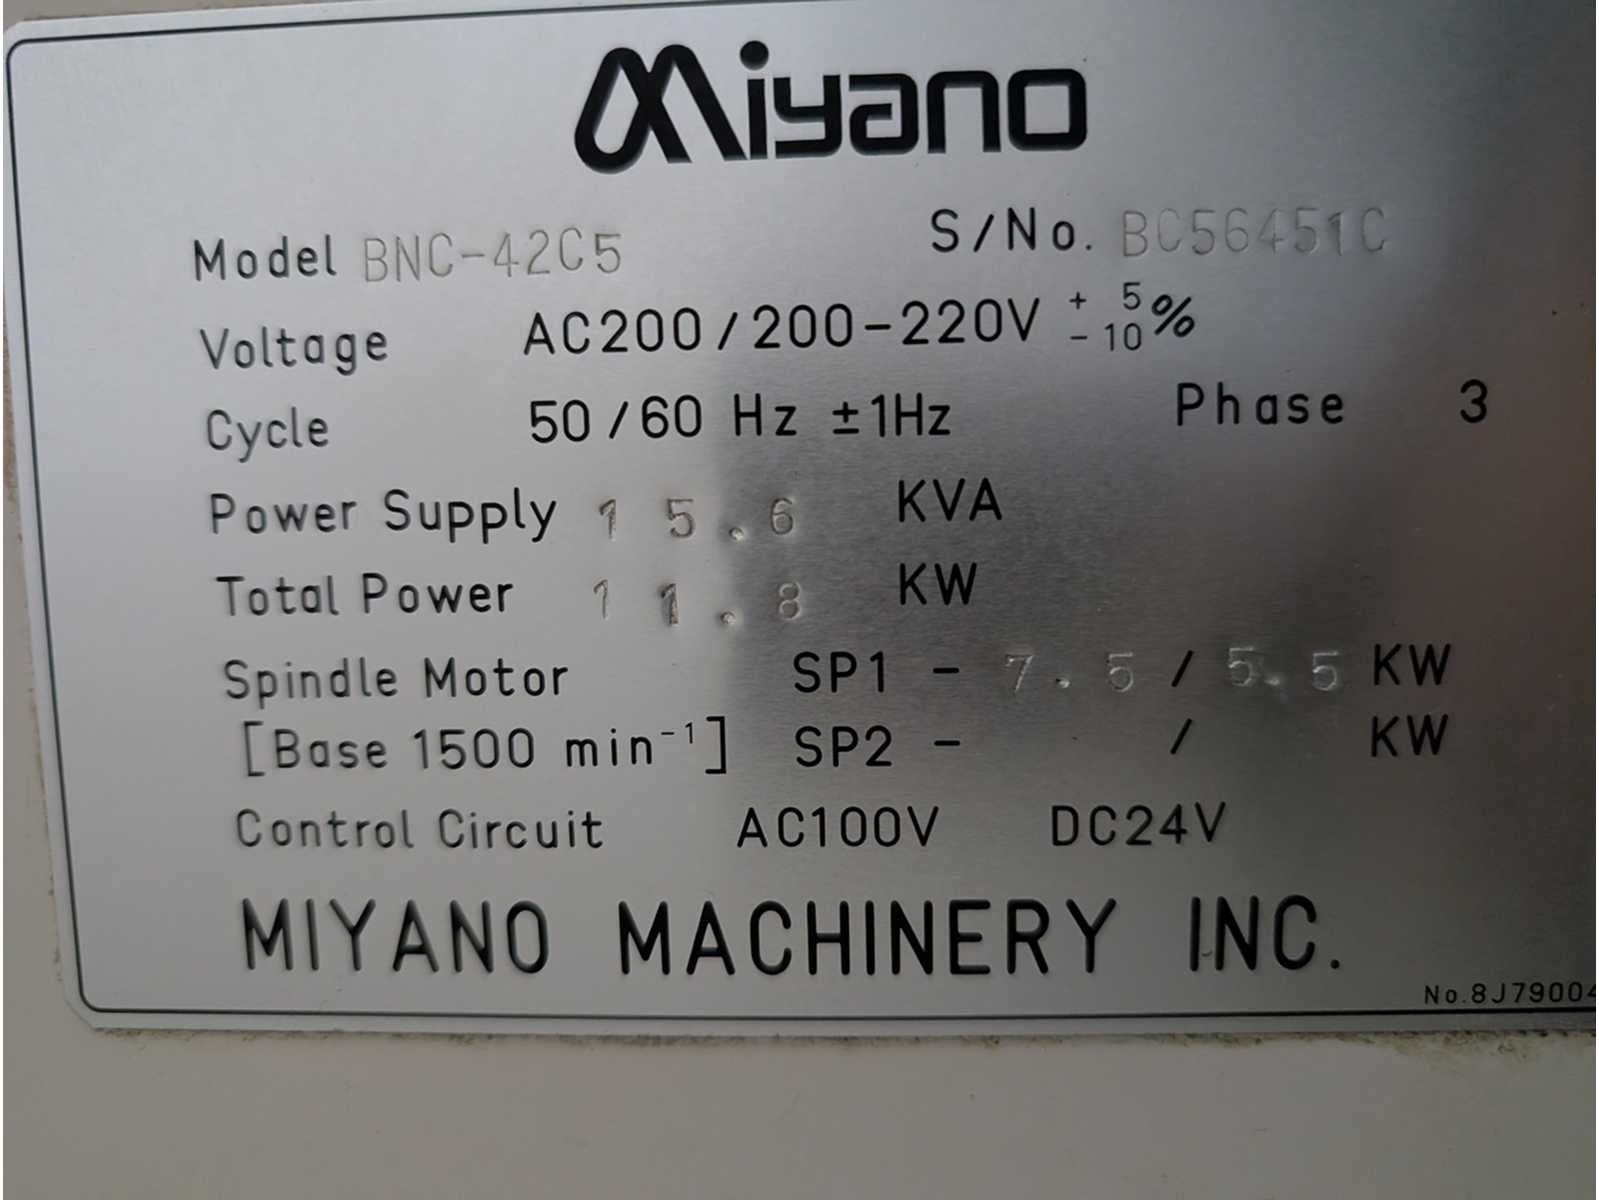 Miyano
Model BNC-42C5 S/No. BC56451C
Voltage AC200/200-220V + 5 - 10 %
Cycle 50/60 Hz ±1Hz Phase 3
Power Supply 15.6 KVA
Total Power 11.8 KW
Spindle Motor SP1 - 7.5/5.5 KW
[Base 1500 min⁻¹] SP2 - / KW
Control Circuit AC100V DC24V
MIYANO MACHINERY INC.
No.8J79004